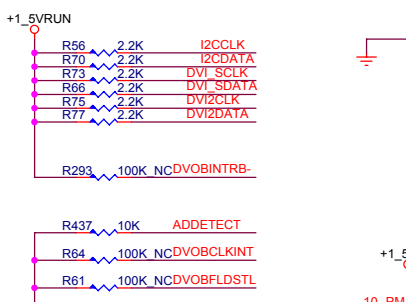 +1_5VRUN
R56 2.2K I2CCLK
R70 2.2K I2CDATA
R73 2.2K DVI_SCLK
R66 2.2K DVI_SDATA
R75 2.2K DVI2CLK
R77 2.2K DVI2DATA
R293 100K_NC DVOBINTRB-
R437 10K ADDETECT
R64 100K_NC DVOBCLKINT
+1_5
R61 100K_NC DVOBFLDSTL
10 PM